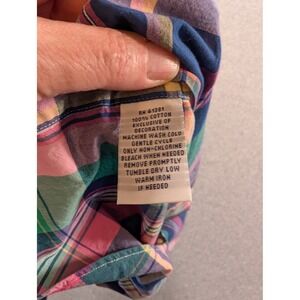 RN 41381
100% COTTON
EXCLUSIVE OF
DECORATION
MACHINE WASH COLD
GENTLE CYCLE
ONLY NON-CHLORINE
BLEACH WHEN NEEDED
REMOVE PROMPTLY
TUMBLE DRY LOW
WARM IRON
IF NEEDED